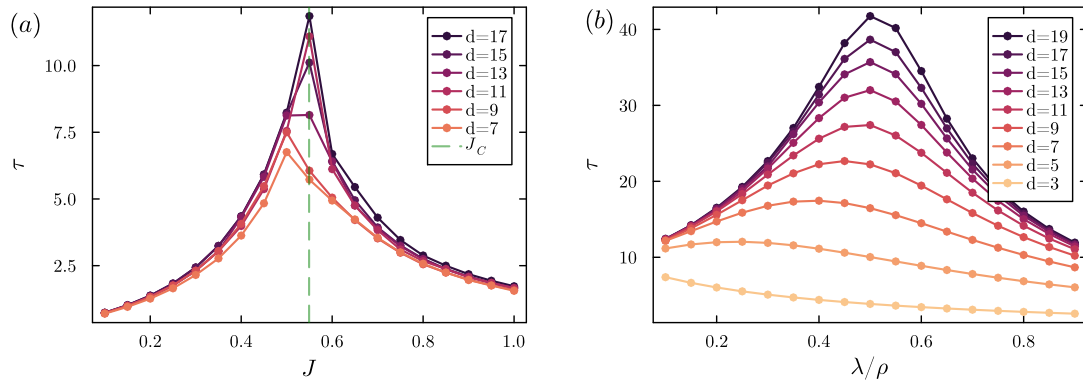 (a)
τ
10.0
7.5
5.0
2.5
0.2
0.4
0.6
0.8
1.0
J
d=17
d=15
d=13
d=11
d=9
d=7
J_C
(b)
τ
40
30
20
10
0.2
0.4
0.6
0.8
λ/ρ
d=19
d=17
d=15
d=13
d=11
d=9
d=7
d=5
d=3